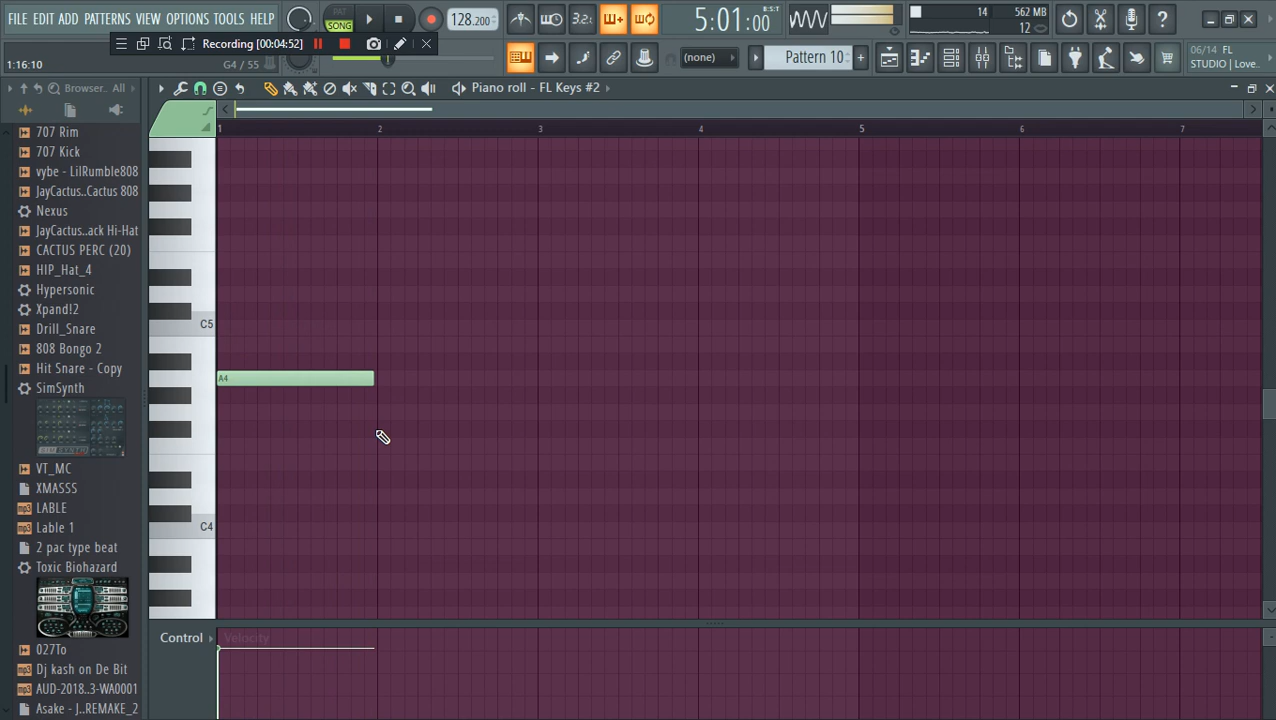 FILE EDIT ADD PATTERNS VIEW OPTIONS TOOLS HELP
PAT
SONG
128.200
3.2:
5:01:00
B:S:T
14
562 MB
12
Recording [00:04:52]
1:16:10
G4 / 55
(none)
Pattern 10
06/14 FL
STUDIO | Love..
Browser.. All
Piano roll - FL Keys #2
1 2 3 4 5 6 7
707 Rim
707 Kick
vybe - LilRumble808
JayCactus..Cactus 808
Nexus
JayCactus..ack Hi-Hat
CACTUS PERC (20)
HIP_Hat_4
Hypersonic
Xpand!2
Drill_Snare
808 Bongo 2
Hit Snare - Copy
SimSynth
SIMSYNTH
VT_MC
XMASSS
LABLE
Lable 1
2 pac type beat
Toxic Biohazard
027To
Dj kash on De Bit
AUD-2018..3-WA0001
Asake - J..REMAKE_2
C5
A4
C4
Control
Velocity